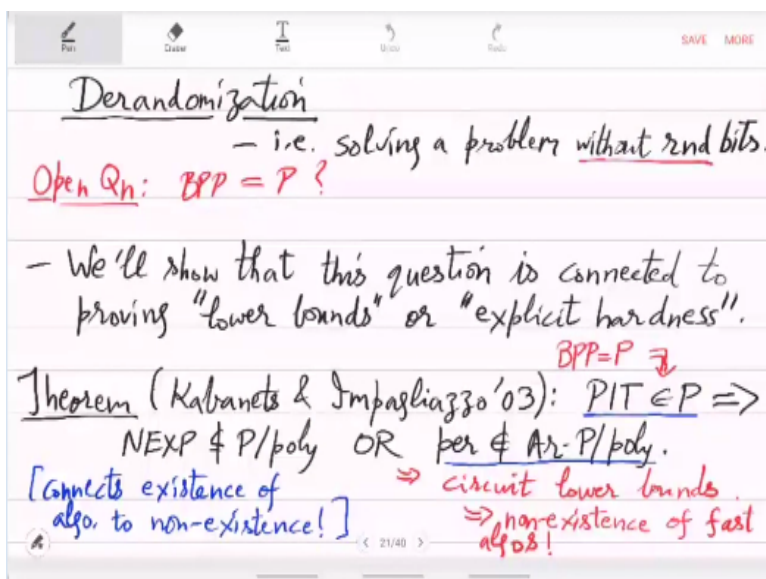 Pen Eraser Text Undo Redo SAVE MORE
Derandomization
- i.e. solving a problem without rnd bits.
Open Qn: BPP = P ?
- We'll show that this question is connected to
proving "lower bounds" or "explicit hardness".
BPP=P ⇒
Theorem (Kabanets & Impagliazzo'03): PIT ∈ P =>
NEXP ⊄ P/poly OR per ∉ Ar-P/poly.
[Connects existence of
algo. to non-existence!]
⇒ circuit lower bounds.
⇒ non-existence of fast
algos!
< 21/40 >